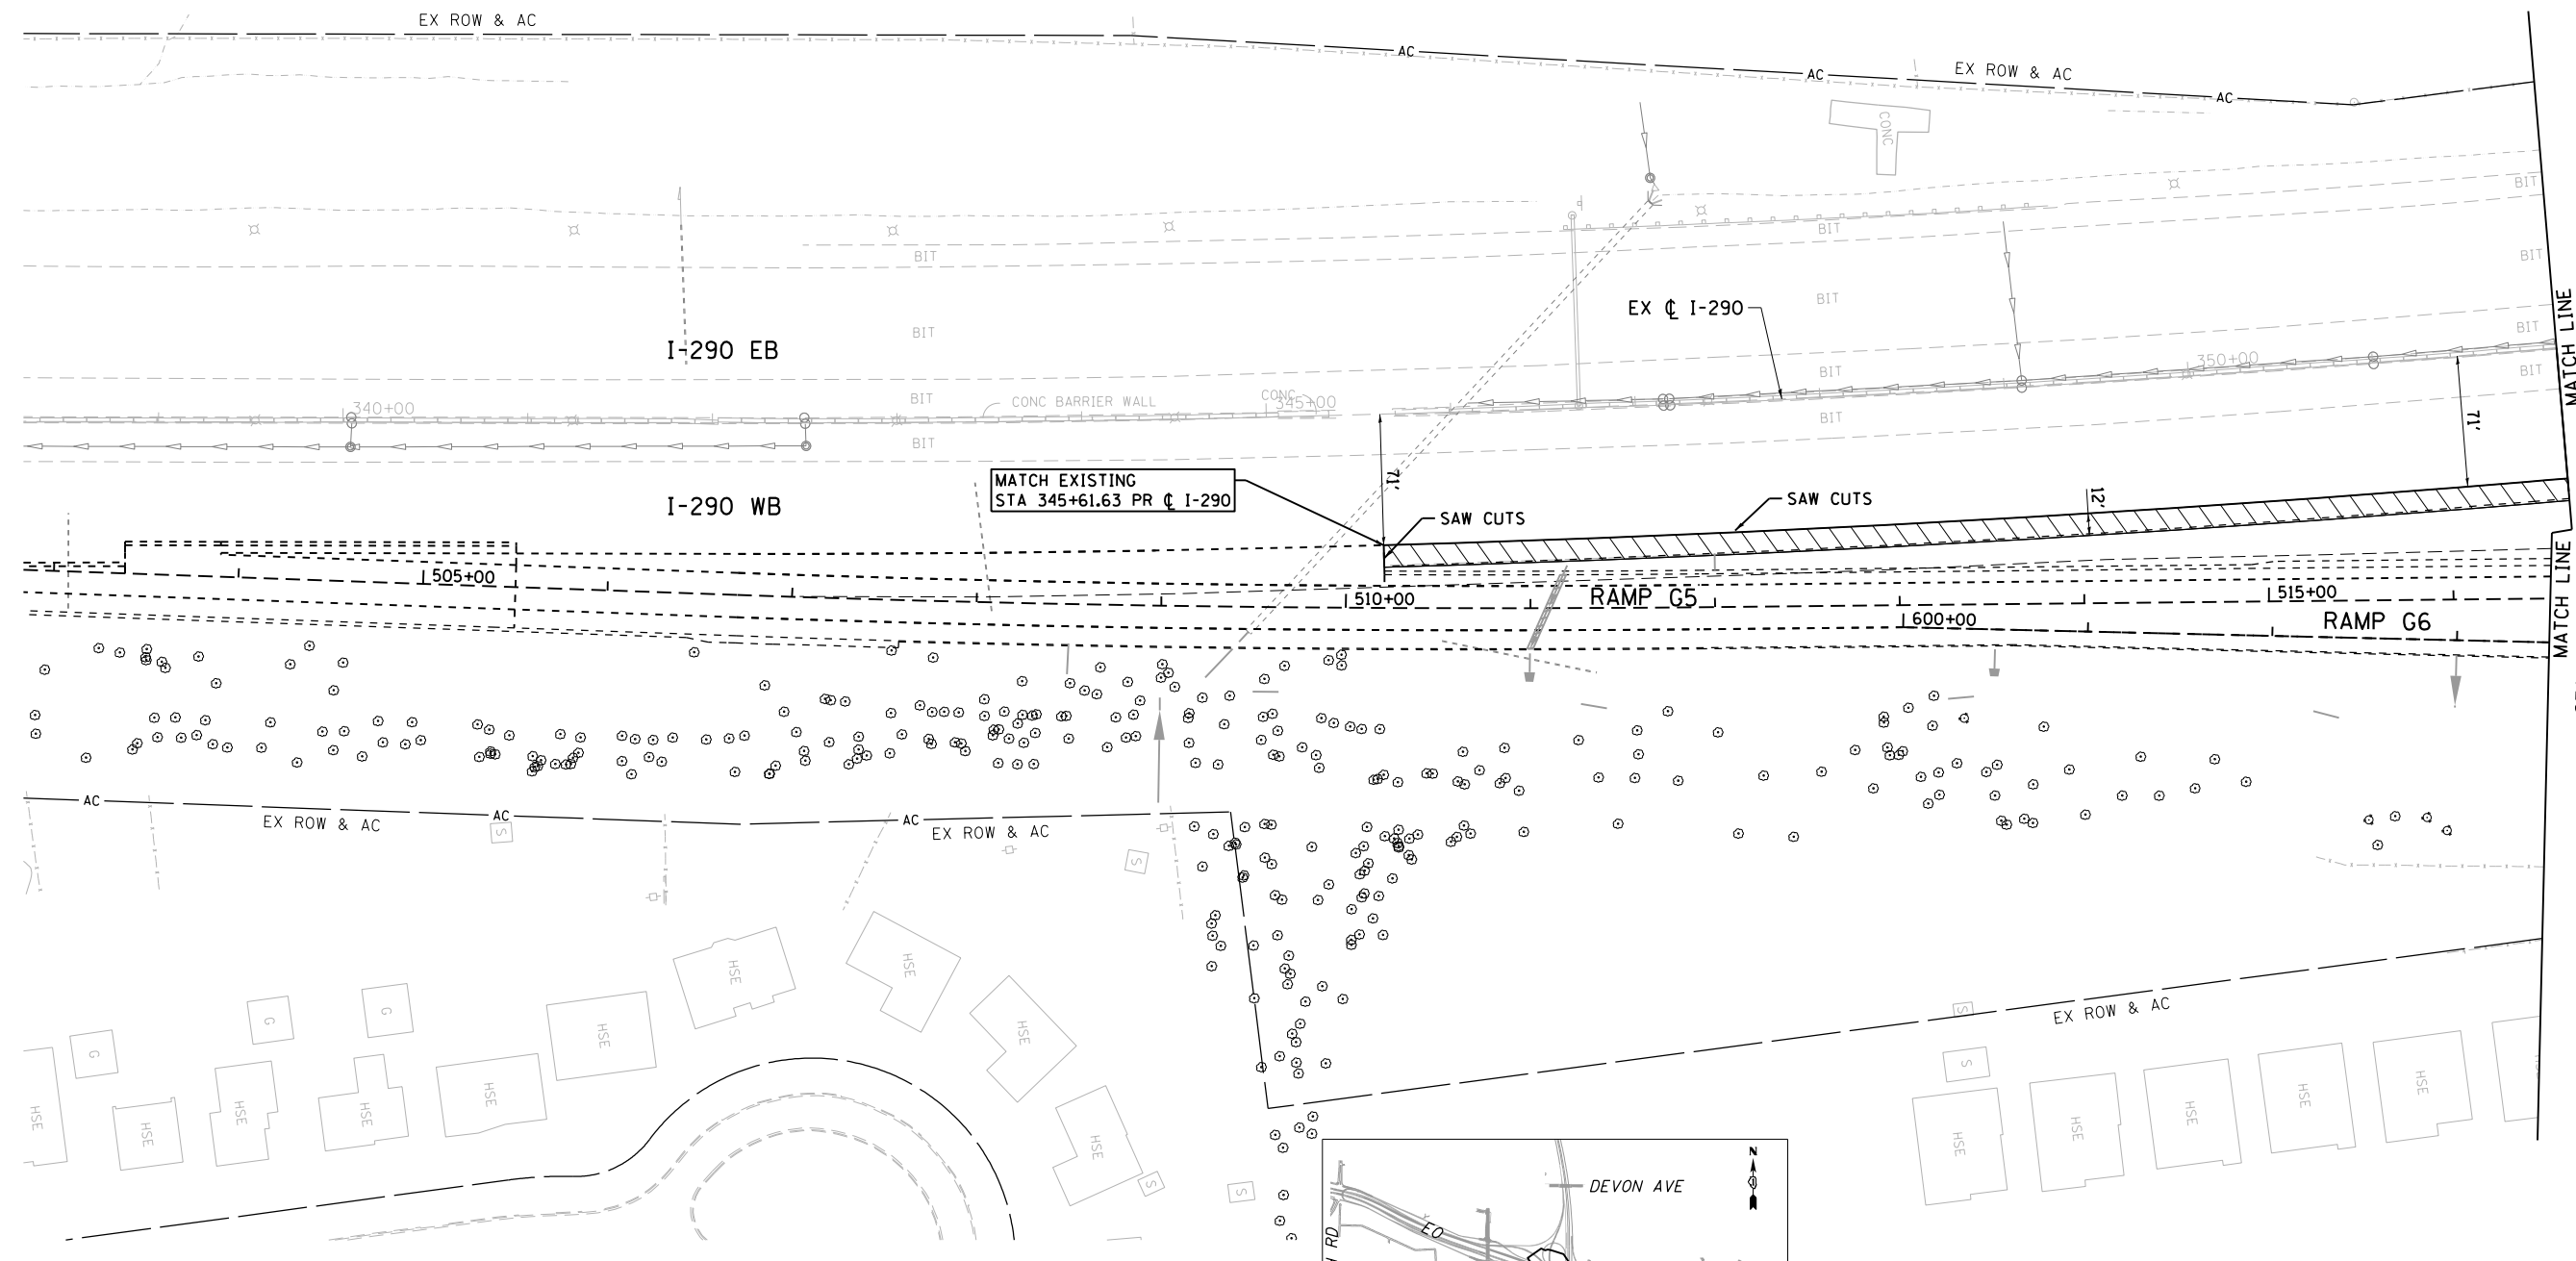 EX ROW & AC
AC
AC
EX ROW & AC
AC
CONC
BIT
BIT
BIT
BIT
BIT
BIT
EX ℄ I-290
BIT
I-290 EB
BIT
MATCH LINE
350+00
BIT
BIT
BIT
340+00
CONC BARRIER WALL
CONC
345+00
BIT
BIT
71'
71'
MATCH EXISTING
STA 345+61.63 PR ℄ I-290
I-290 WB
SAW CUTS
SAW CUTS
12'
505+00
510+00
RAMP G5
515+00
600+00
RAMP G6
MATCH LINE
AC
EX ROW & AC
AC
S
AC
EX ROW & AC
S
HSE
HSE
HSE
HSE
G
G
G
HSE
HSE
HSE
HSE
HSE
HSE
S
S
EX ROW & AC
S
S
HSE
HSE
HSE
HSE
HSE
N
DEVON AVE
EO
RD